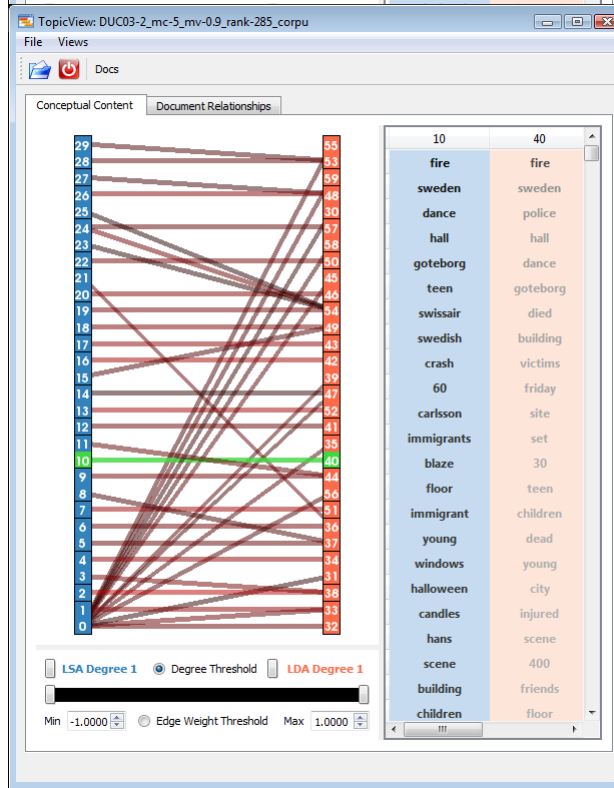 TopicView: DUC03-2_mc-5_mv-0.9_rank-285_corpu
File Views
Docs
Conceptual Content Document Relationships
29 55
28 53
27 59
26 48
25 30
24 57
23 58
22 50
21 45
20 46
19 54
18 49
17 43
16 42
15 39
14 47
13 52
12 41
11 35
10 40
9 44
8 56
7 51
6 36
5 37
4 34
3 31
2 38
1 33
0 32
10 40
fire fire
sweden sweden
dance police
hall hall
goteborg dance
teen goteborg
swissair died
swedish building
crash victims
60 friday
carlsson site
immigrants set
blaze 30
floor teen
immigrant children
young dead
windows young
halloween city
candles injured
hans scene
scene 400
building friends
children floor
LSA Degree 1 Degree Threshold LDA Degree 1
Min -1.0000 Edge Weight Threshold Max 1.0000